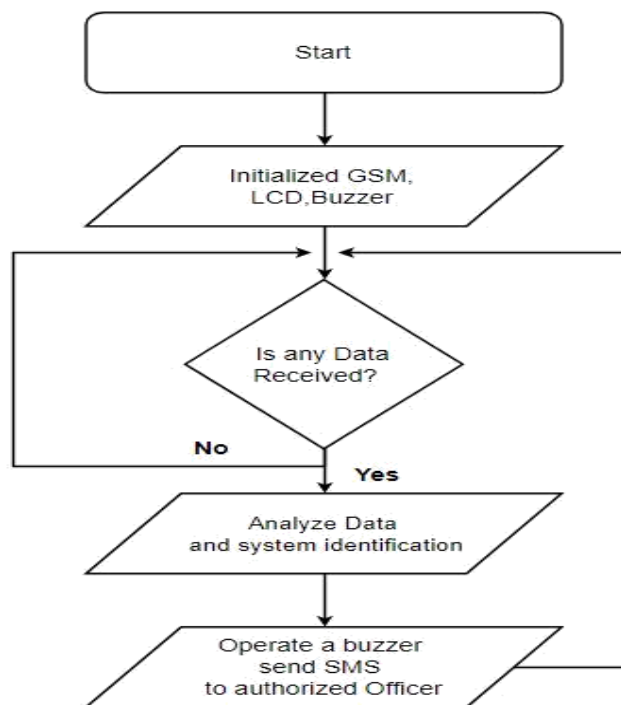 Start
Initialized GSM,
LCD,Buzzer
Is any Data
Received?
No
Yes
Analyze Data
and system identification
Operate a buzzer
send SMS
to authorized Officer